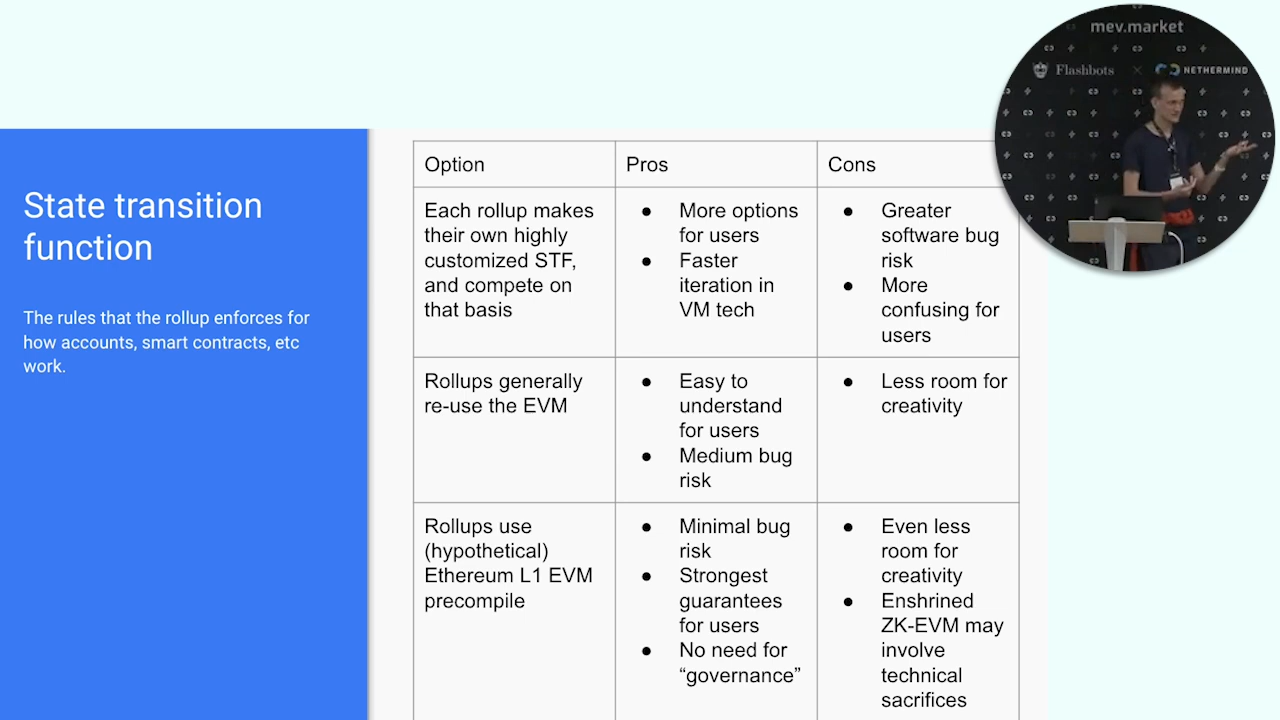 mev.market
Flashbots
NETHERMIND
State transition
function
The rules that the rollup enforces for
how accounts, smart contracts, etc
work.
Option
Pros
Cons
Each rollup makes
their own highly
customized STF,
and compete on
that basis
● More options
for users
● Faster
iteration in
VM tech
● Greater
software bug
risk
● More
confusing for
users
Rollups generally
re-use the EVM
● Easy to
understand
for users
● Medium bug
risk
● Less room for
creativity
Rollups use
(hypothetical)
Ethereum L1 EVM
precompile
● Minimal bug
risk
● Strongest
guarantees
for users
● No need for
“governance”
● Even less
room for
creativity
● Enshrined
ZK-EVM may
involve
technical
sacrifices